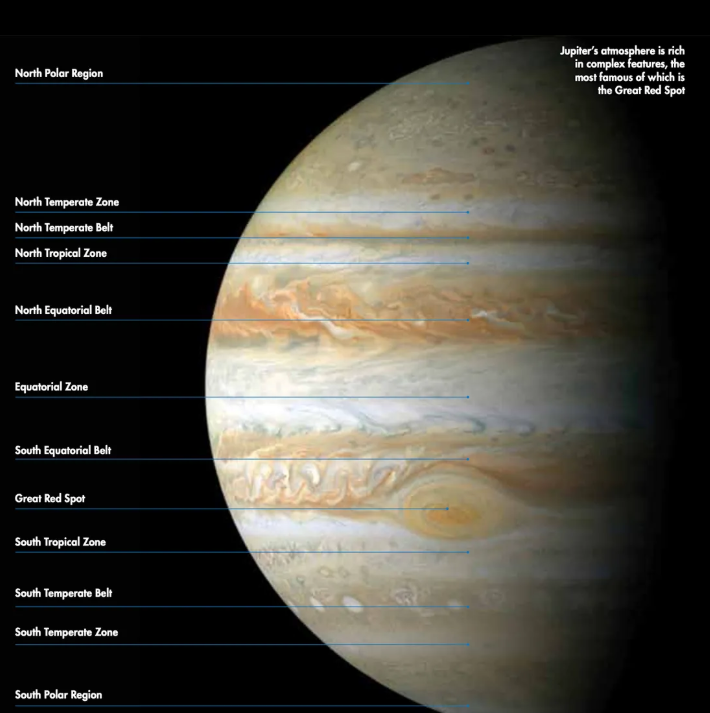 Jupiter's atmosphere is rich
in complex features, the
most famous of which is
the Great Red Spot
North Polar Region
North Temperate Zone
North Temperate Belt
North Tropical Zone
North Equatorial Belt
Equatorial Zone
South Equatorial Belt
Great Red Spot
South Tropical Zone
South Temperate Belt
South Temperate Zone
South Polar Region